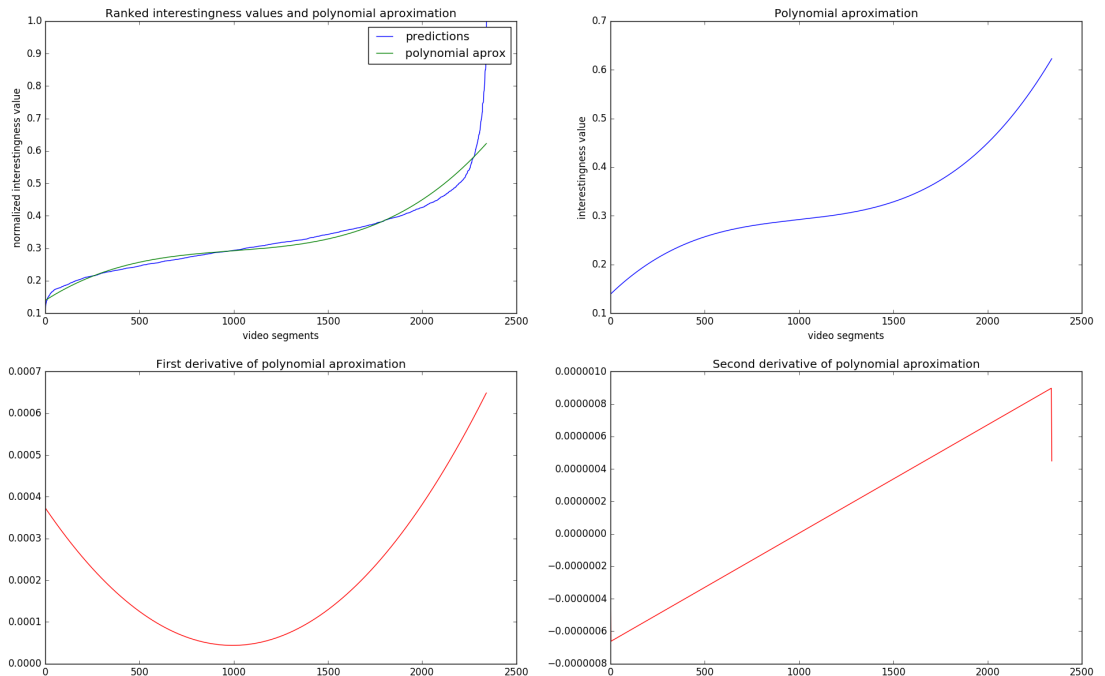 Ranked interestingness values and polynomial aproximation
1.0
0.9
0.8
0.7
0.6
0.5
0.4
0.3
0.2
0.1
normalized interestingness value
predictions
polynomial aprox
0 500 1000 1500 2000 2500
video segments
Polynomial aproximation
0.7
0.6
0.5
0.4
0.3
0.2
0.1
interestingness value
0 500 1000 1500 2000 2500
video segments
First derivative of polynomial aproximation
0.0007
0.0006
0.0005
0.0004
0.0003
0.0002
0.0001
0.0000
0 500 1000 1500 2000 2500
Second derivative of polynomial aproximation
0.0000010
0.0000008
0.0000006
0.0000004
0.0000002
0.0000000
−0.0000002
−0.0000004
−0.0000006
−0.0000008
0 500 1000 1500 2000 2500